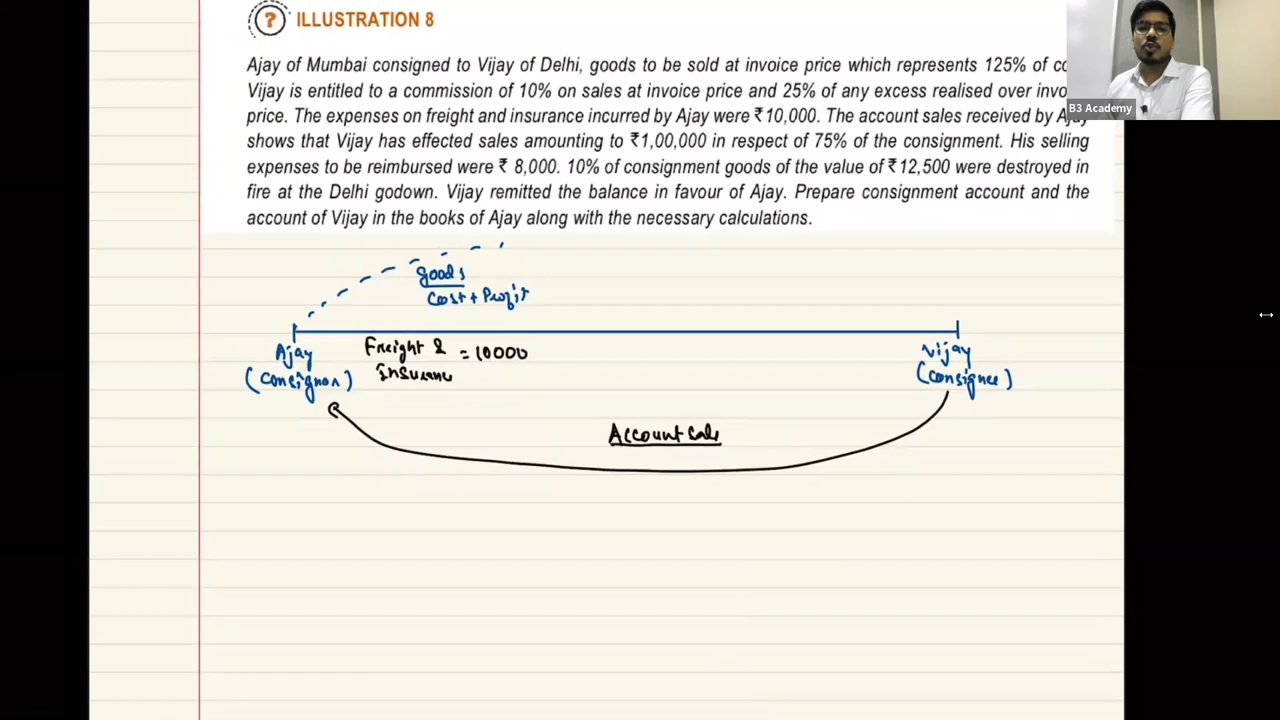 ILLUSTRATION 8
Ajay of Mumbai consigned to Vijay of Delhi, goods to be sold at invoice price which represents 125% of co
Vijay is entitled to a commission of 10% on sales at invoice price and 25% of any excess realised over invo
price. The expenses on freight and insurance incurred by Ajay were ₹10,000. The account sales received by Ajay
shows that Vijay has effected sales amounting to ₹1,00,000 in respect of 75% of the consignment. His selling
expenses to be reimbursed were ₹ 8,000. 10% of consignment goods of the value of ₹12,500 were destroyed in
fire at the Delhi godown. Vijay remitted the balance in favour of Ajay. Prepare consignment account and the
account of Vijay in the books of Ajay along with the necessary calculations.
B3 Academy
goods
Cost + Profit
Ajay
(Consignor)
Freight &
Insuranc
= 10000
Vijay
(Consignee)
Account Sale